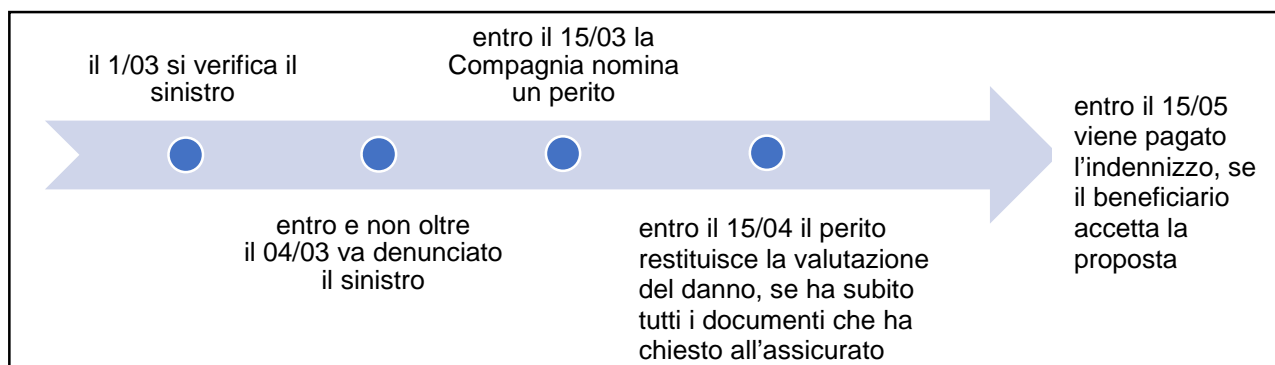 il 1/03 si verifica il
sinistro
entro e non oltre
il 04/03 va denunciato
il sinistro
entro il 15/03 la
Compagnia nomina
un perito
entro il 15/04 il perito
restituisce la valutazione
del danno, se ha subito
tutti i documenti che ha
chiesto all'assicurato
entro il 15/05
viene pagato
l'indennizzo, se
il beneficiario
accetta la
proposta